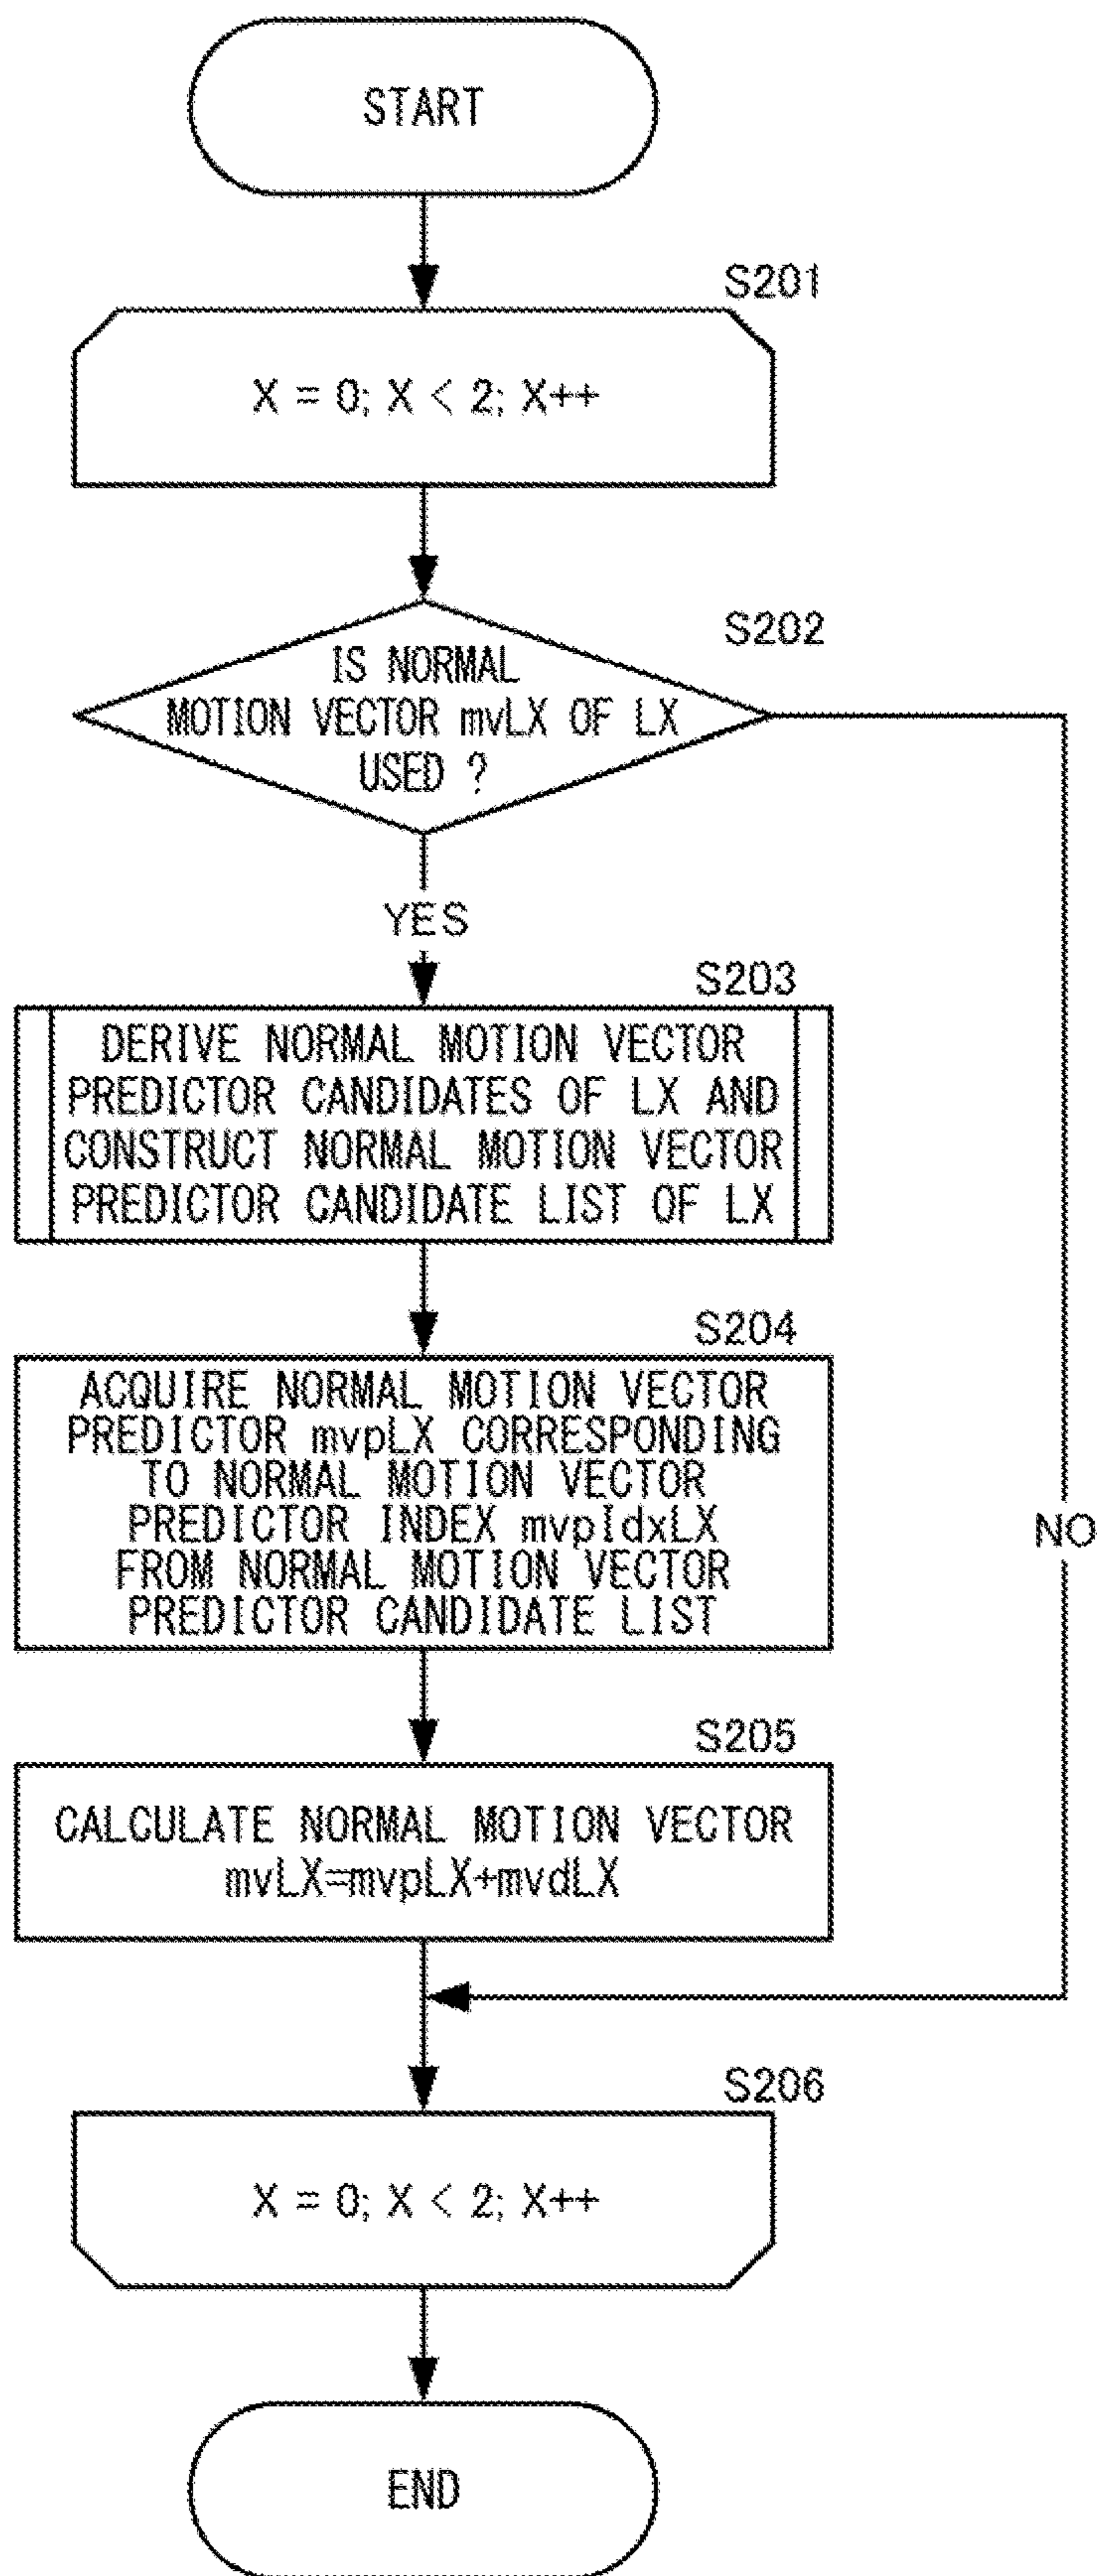 START
S201
X = 0; X < 2; X++
S202
IS NORMAL
MOTION VECTOR mvLX OF LX
USED ?
YES
S203
DERIVE NORMAL MOTION VECTOR
PREDICTOR CANDIDATES OF LX AND
CONSTRUCT NORMAL MOTION VECTOR
PREDICTOR CANDIDATE LIST OF LX
S204
ACQUIRE NORMAL MOTION VECTOR
PREDICTOR mvpLX CORRESPONDING
TO NORMAL MOTION VECTOR
PREDICTOR INDEX mvpIdxLX
FROM NORMAL MOTION VECTOR
PREDICTOR CANDIDATE LIST
NO
S205
CALCULATE NORMAL MOTION VECTOR
mvLX=mvpLX+mvdLX
S206
X = 0; X < 2; X++
END